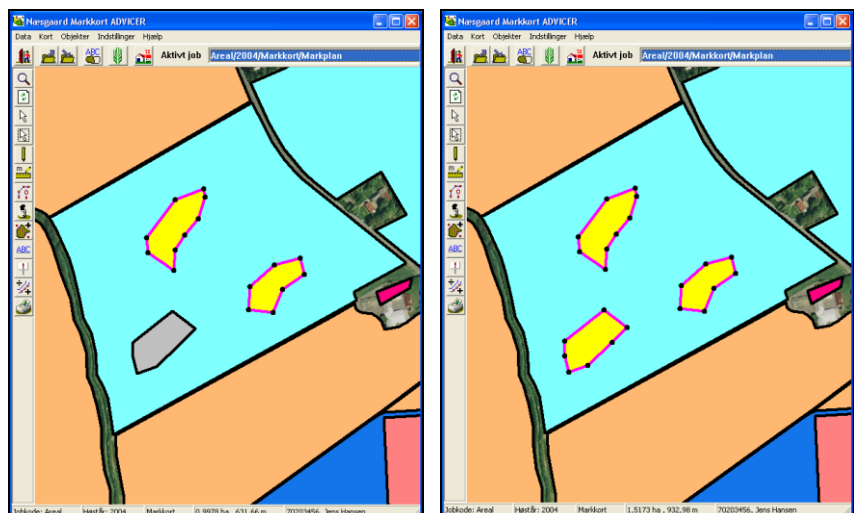 Næsgaard Markkort ADVICER
Data Kort Objekter Indstillinger Hjælp
ABC Aktivt job Areal/2004/Markkort/Markplan
ABC
Jobkode: Areal Høstår: 2004 Markkort 0,9978 ha , 631,66 m 70203456, Jens Hansen
Næsgaard Markkort ADVICER
Data Kort Objekter Indstillinger Hjælp
ABC Aktivt job Areal/2004/Markkort/Markplan
ABC
Jobkode: Areal Høstår: 2004 Markkort 1,5173 ha , 932,98 m 70203456, Jens Hansen